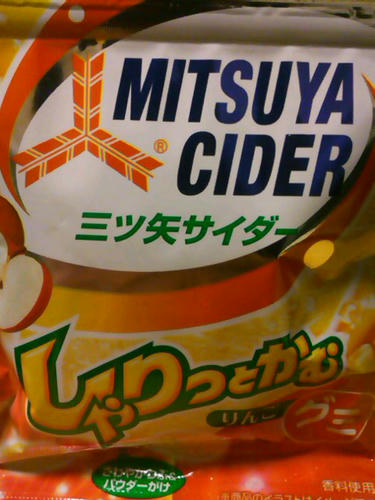 MITSUYA
CIDER
®
三ツ矢サイダー
しゃりっとかむ
りんご
グミ
パウダーがけ
香料使用